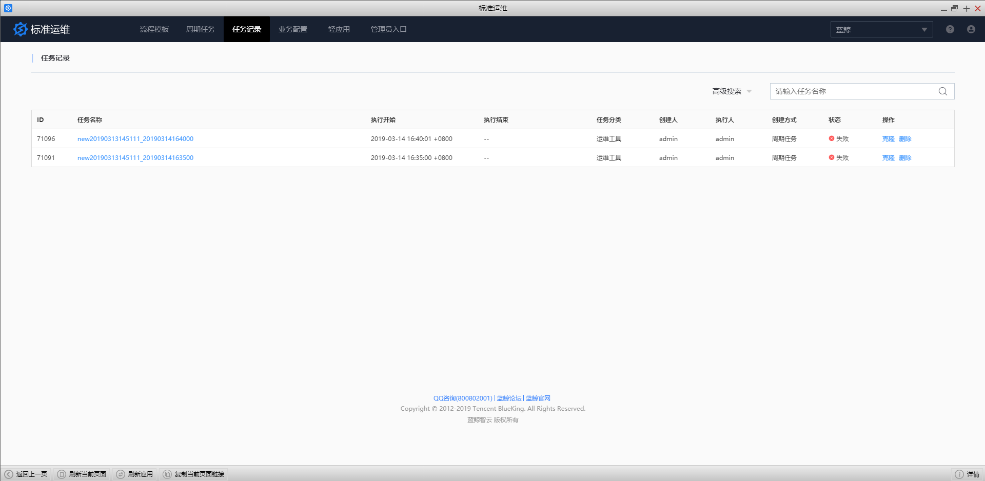 标准运维
标准运维 流程模板 周期任务 任务记录 业务配置 轻应用 管理员入口 蓝鲸
任务记录
高级搜索 请输入任务名称
ID 任务名称 执行开始 执行结束 任务分类 创建人 执行人 创建方式 状态 操作
71096 new20190313145111_20190314164000 2019-03-14 16:40:01 +0800 -- 运维工具 admin admin 周期任务 失败 克隆 删除
71091 new20190313145111_20190314163500 2019-03-14 16:35:00 +0800 -- 运维工具 admin admin 周期任务 失败 克隆 删除
QQ咨询(800802001) | 蓝鲸论坛 | 蓝鲸官网
Copyright © 2012-2019 Tencent BlueKing. All Rights Reserved.
蓝鲸智云 版权所有
返回上一页 刷新当前页面 刷新应用 复制当前页面链接 详情